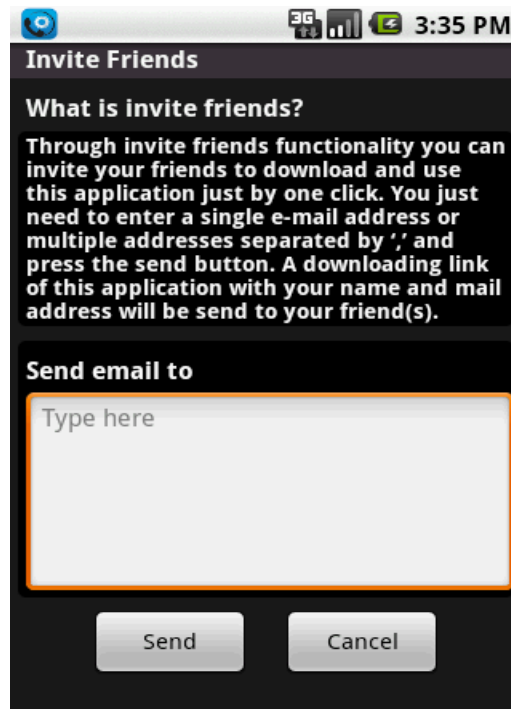 3G 3:35 PM
Invite Friends
What is invite friends?
Through invite friends functionality you can
invite your friends to download and use
this application just by one click. You just
need to enter a single e-mail address or
multiple addresses separated by ‘,’ and
press the send button. A downloading link
of this application with your name and mail
address will be send to your friend(s).
Send email to
Type here
Send Cancel